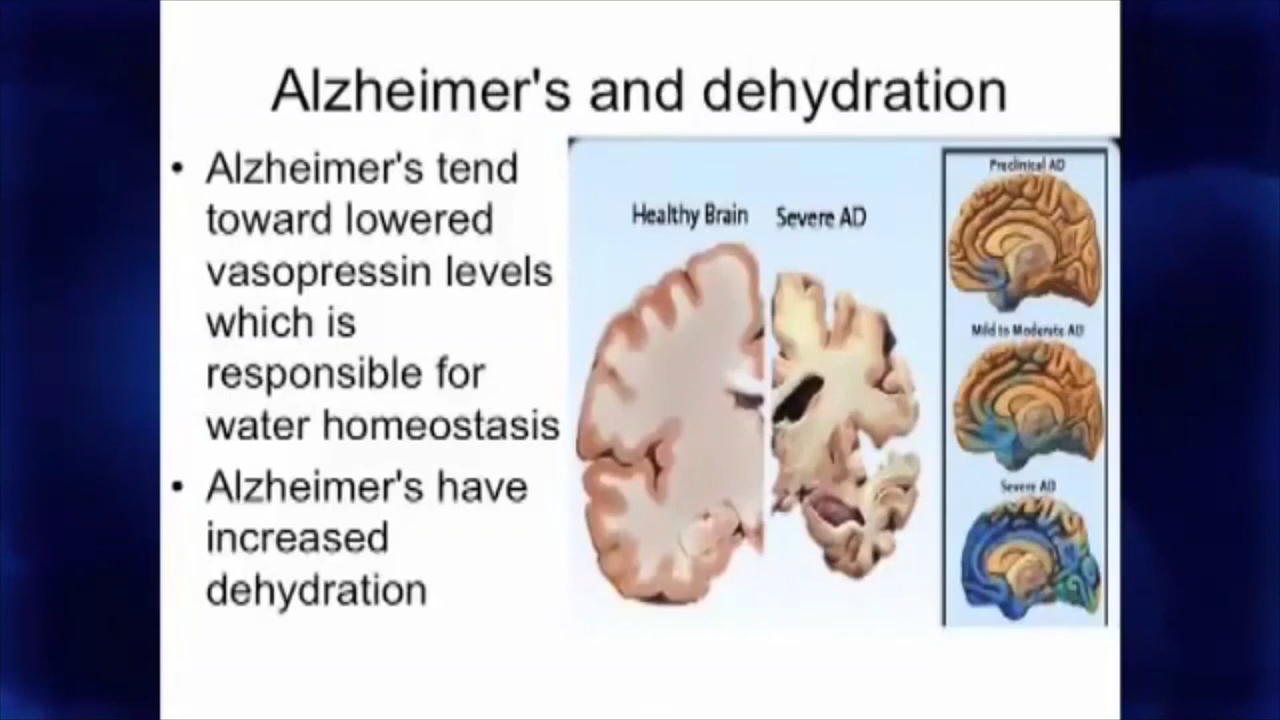 Alzheimer's and dehydration
• Alzheimer's tend
toward lowered
vasopressin levels
which is
responsible for
water homeostasis
• Alzheimer's have
increased
dehydration
Healthy Brain
Severe AD
Preclinical AD
Mild to Moderate AD
Severe AD